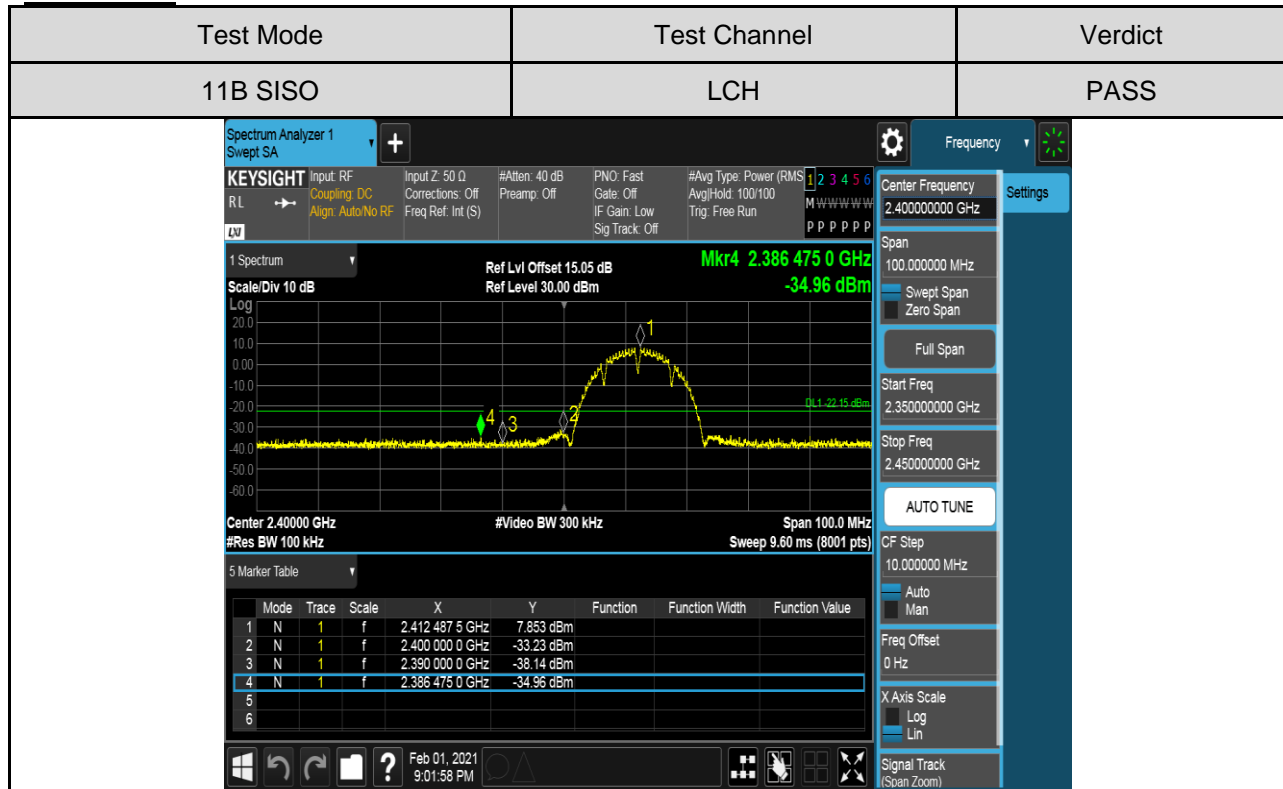 Test Mode Test Channel Verdict
11B SISO LCH PASS
Spectrum Analyzer 1
Swept SA
+
Frequency
KEYSIGHT
RL
LXI
Input: RF
Coupling: DC
Align: Auto/No RF
Input Z: 50 Ω
Corrections: Off
Freq Ref: Int (S)
#Atten: 40 dB
Preamp: Off
PNO: Fast
Gate: Off
IF Gain: Low
Sig Track: Off
#Avg Type: Power (RMS
Avg|Hold: 100/100
Trig: Free Run
1 2 3 4 5 6
M W W W W W
P P P P P P
Center Frequency
2.400000000 GHz
Settings
1 Spectrum
Scale/Div 10 dB
Ref Lvl Offset 15.05 dB
Ref Level 30.00 dBm
Mkr4 2.386 475 0 GHz
-34.96 dBm
Log
20.0
10.0
0.00
-10.0
-20.0
-30.0
-40.0
-50.0
-60.0
1
2
3
4
DL1 -22.15 dBm
Center 2.40000 GHz
#Res BW 100 kHz
#Video BW 300 kHz
Span 100.0 MHz
Sweep 9.60 ms (8001 pts)
Span
100.000000 MHz
Swept Span
Zero Span
Full Span
Start Freq
2.350000000 GHz
Stop Freq
2.450000000 GHz
AUTO TUNE
CF Step
10.000000 MHz
Auto
Man
Freq Offset
0 Hz
X Axis Scale
Log
Lin
Signal Track
(Span Zoom)
5 Marker Table
Mode Trace Scale X Y Function Function Width Function Value
1 N 1 f 2.412 487 5 GHz 7.853 dBm
2 N 1 f 2.400 000 0 GHz -33.23 dBm
3 N 1 f 2.390 000 0 GHz -38.14 dBm
4 N 1 f 2.386 475 0 GHz -34.96 dBm
5
6
?
Feb 01, 2021
9:01:58 PM